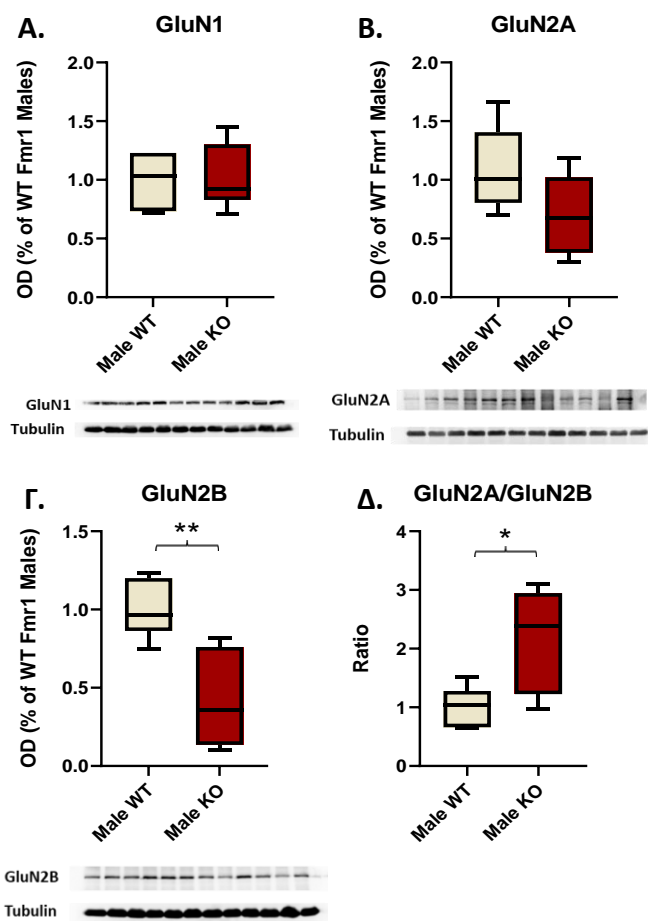 A. GluN1
OD (% of WT Fmr1 Males)
2.0
1.5
1.0
0.5
0.0
Male WT
Male KO
GluN1
Tubulin
B. GluN2A
OD (% of WT Fmr1 Males)
2.0
1.5
1.0
0.5
0.0
Male WT
Male KO
GluN2A
Tubulin
Γ. GluN2B
OD (% of WT Fmr1 Males)
1.5
1.0
0.5
0.0
**
Male WT
Male KO
GluN2B
Tubulin
Δ. GluN2A/GluN2B
Ratio
4
3
2
1
0
*
Male WT
Male KO